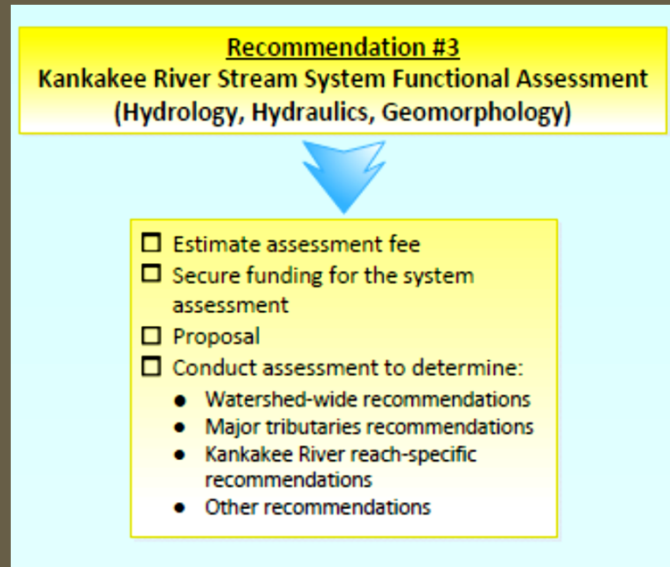 Recommendation #3
Kankakee River Stream System Functional Assessment
(Hydrology, Hydraulics, Geomorphology)
☐ Estimate assessment fee
☐ Secure funding for the system
assessment
☐ Proposal
☐ Conduct assessment to determine:
• Watershed-wide recommendations
• Major tributaries recommendations
• Kankakee River reach-specific
recommendations
• Other recommendations